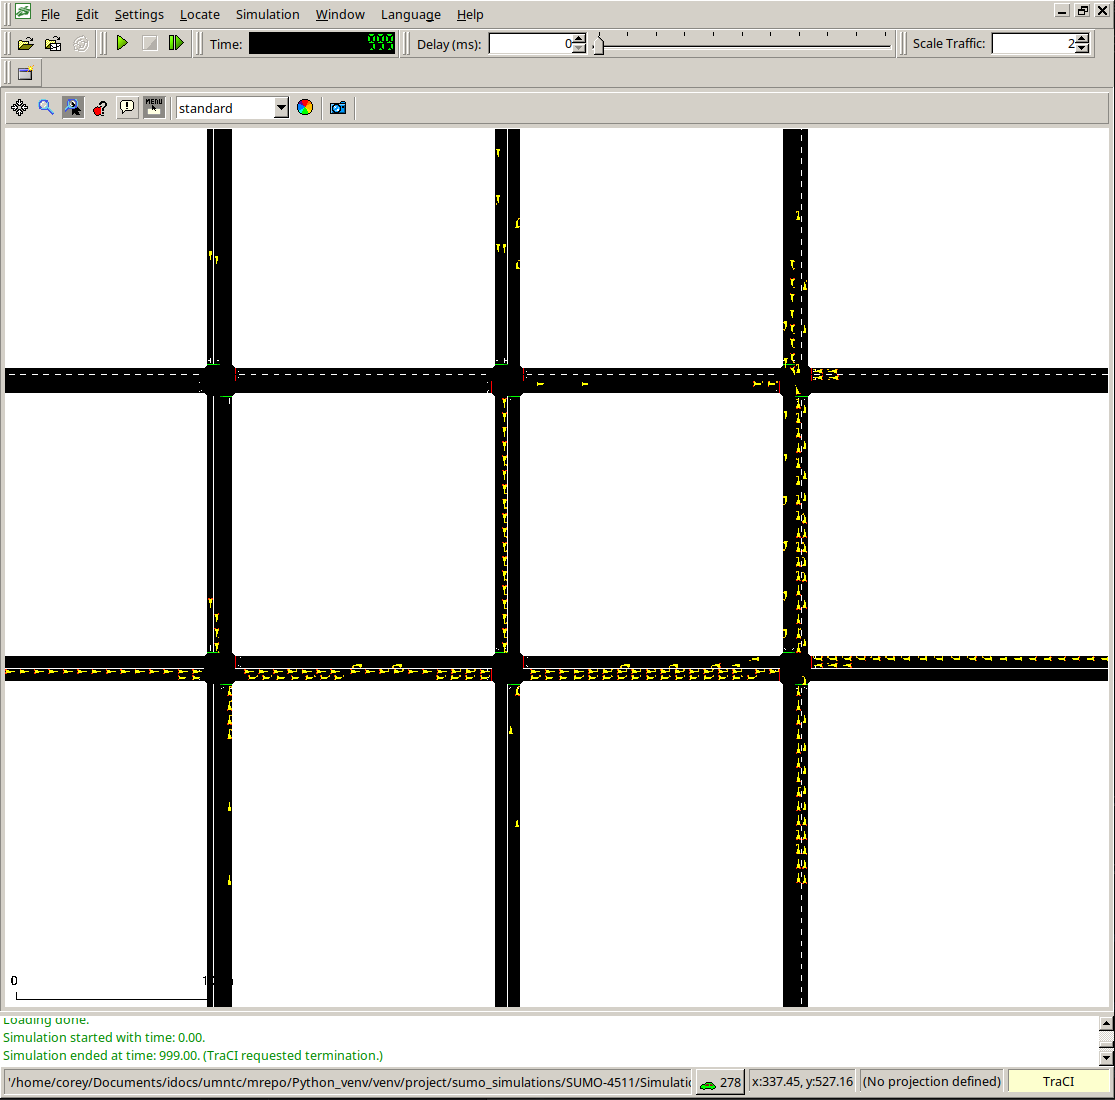 File Edit Settings Locate Simulation Window Language Help
Time: 999 Delay (ms): 0 Scale Traffic: 2
MENU standard
0
Loading done.
Simulation started with time: 0.00.
Simulation ended at time: 999.00. (TraCI requested termination.)
'/home/corey/Documents/idocs/umntc/mrepo/Python_venv/venv/project/sumo_simulations/SUMO-4511/Simulatic 278 x:337.45, y:527.16 (No projection defined) TraCI